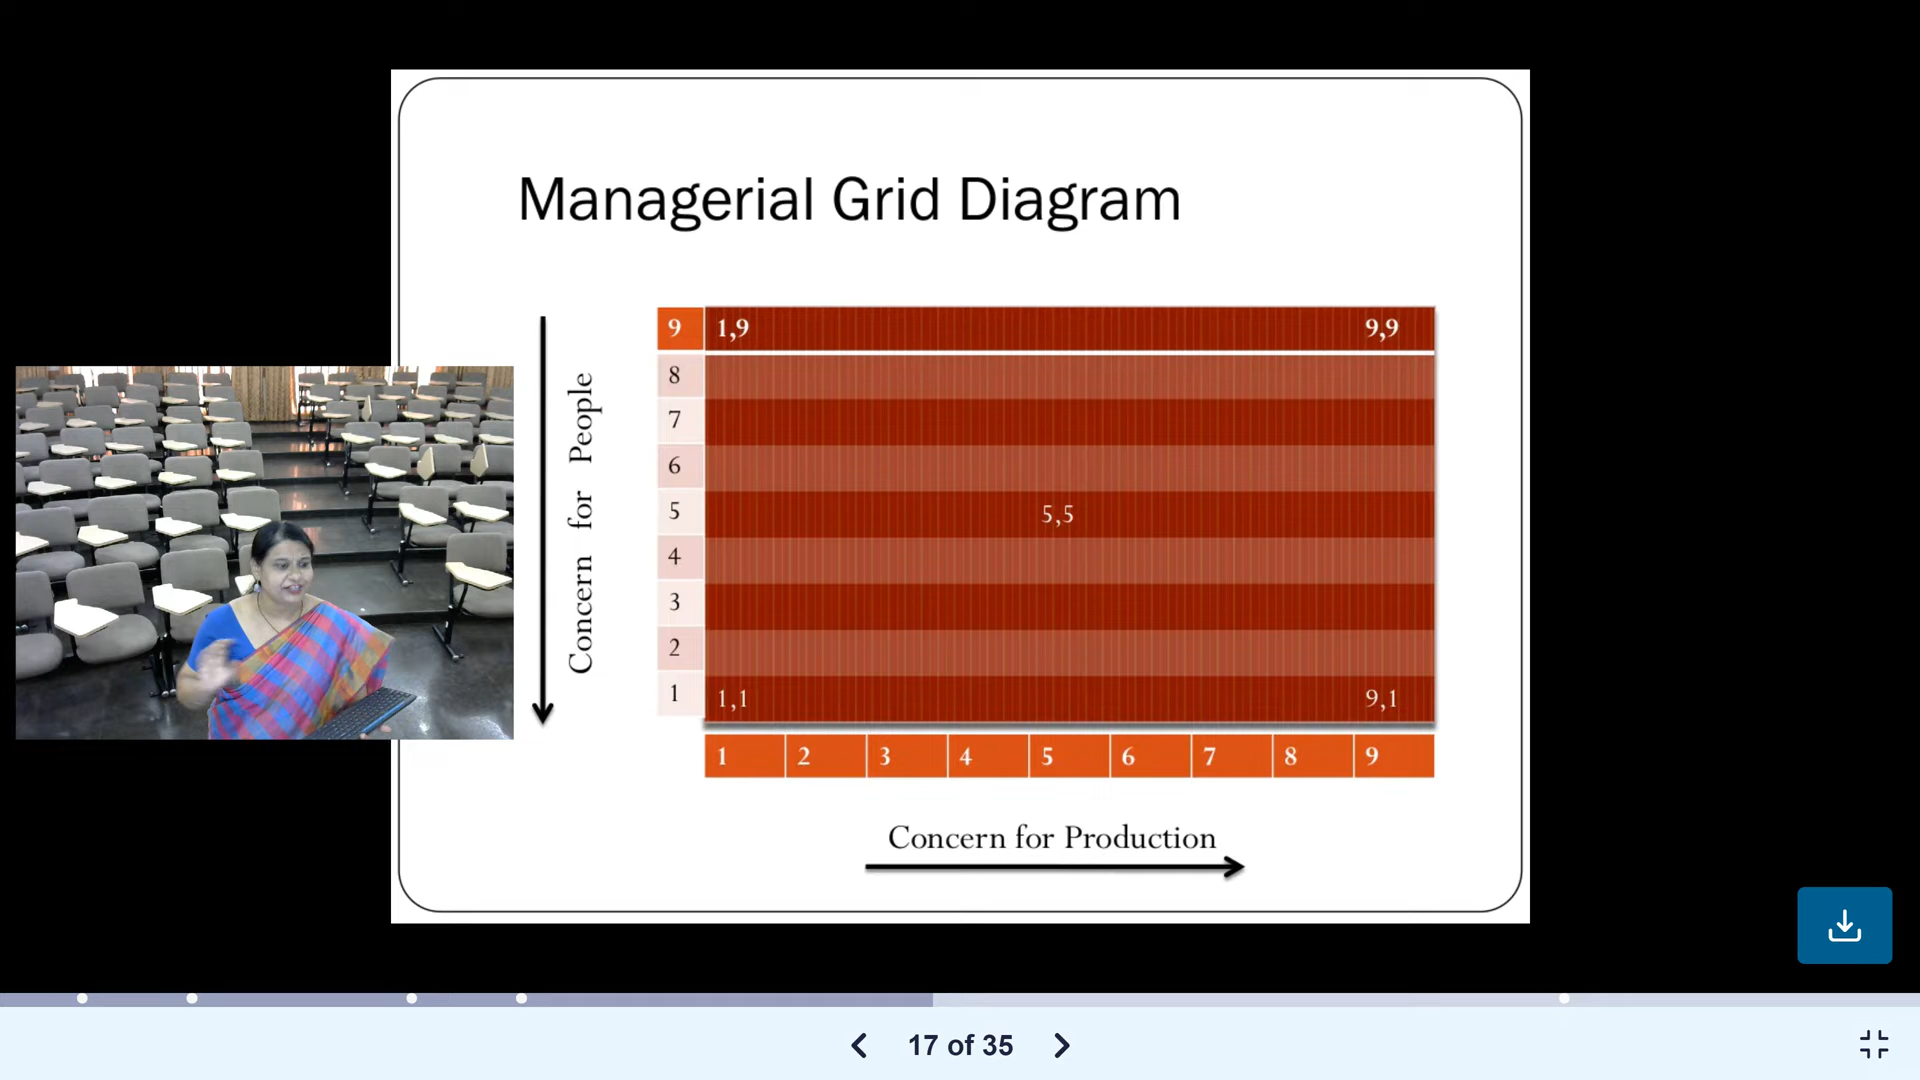 Managerial Grid Diagram
Concern for People
9 1,9 9,9
8
7
6
5 5,5
4
3
2
1 1,1 9,1
1 2 3 4 5 6 7 8 9
Concern for Production
17 of 35